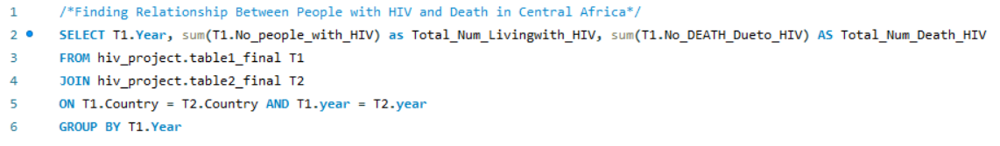 1 /*Finding Relationship Between People with HIV and Death in Central Africa*/
2 SELECT T1.Year, sum(T1.No_people_with_HIV) as Total_Num_Livingwith_HIV, sum(T1.No_DEATH_Dueto_HIV) AS Total_Num_Death_HIV
3 FROM hiv_project.table1_final T1
4 JOIN hiv_project.table2_final T2
5 ON T1.Country = T2.Country AND T1.year = T2.year
6 GROUP BY T1.Year